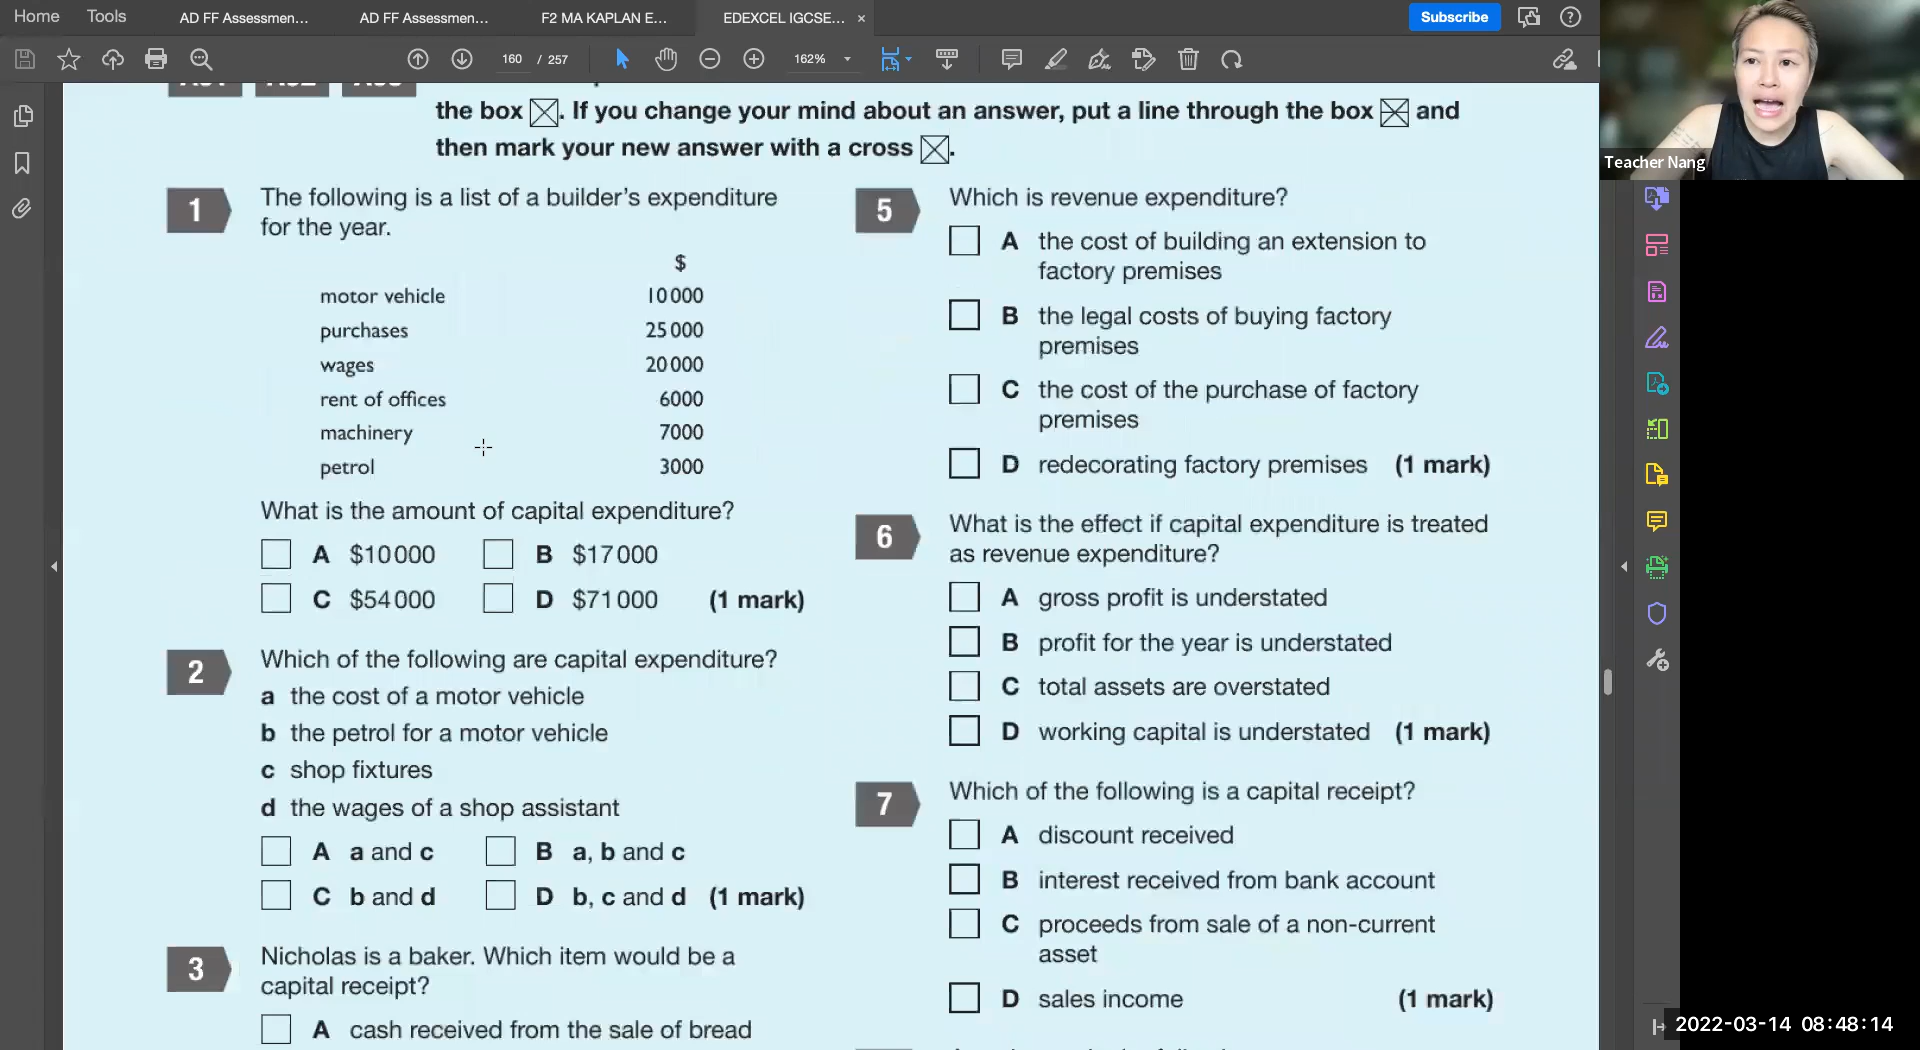 Home Tools AD FF Assessmen... AD FF Assessmen... F2 MA KAPLAN E... EDEXCEL IGCSE... × Subscribe
160 / 257 162%
Teacher Nang
the box ☒. If you change your mind about an answer, put a line through the box ☒ and
then mark your new answer with a cross ☒.
1 The following is a list of a builder's expenditure
for the year.
$
motor vehicle 10 000
purchases 25 000
wages 20 000
rent of offices 6000
machinery 7000
petrol 3000
What is the amount of capital expenditure?
A $10 000 B $17 000
C $54 000 D $71 000 (1 mark)
2 Which of the following are capital expenditure?
a the cost of a motor vehicle
b the petrol for a motor vehicle
c shop fixtures
d the wages of a shop assistant
A a and c B a, b and c
C b and d D b, c and d (1 mark)
3 Nicholas is a baker. Which item would be a
capital receipt?
A cash received from the sale of bread
5 Which is revenue expenditure?
A the cost of building an extension to
factory premises
B the legal costs of buying factory
premises
C the cost of the purchase of factory
premises
D redecorating factory premises (1 mark)
6 What is the effect if capital expenditure is treated
as revenue expenditure?
A gross profit is understated
B profit for the year is understated
C total assets are overstated
D working capital is understated (1 mark)
7 Which of the following is a capital receipt?
A discount received
B interest received from bank account
C proceeds from sale of a non-current
asset
D sales income (1 mark)
2022-03-14 08:48:14